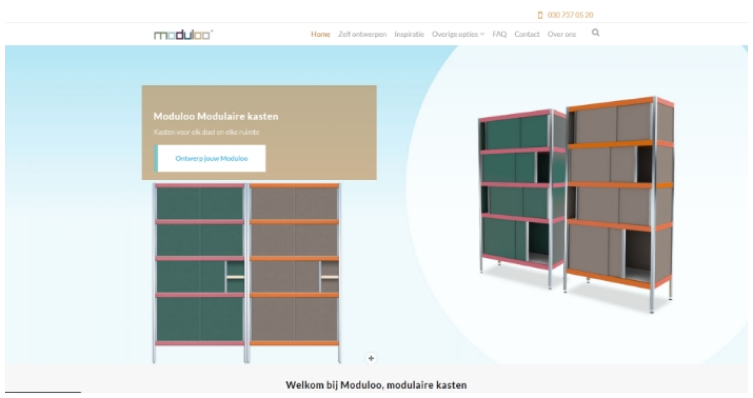 030 737 05 20
moduloo
Home Zelf ontwerpen Inspiratie Overige opties FAQ Contact Over ons
Moduloo Modulaire kasten
Kasten voor elk doel en elke ruimte
Ontwerp jouw Moduloo
Welkom bij Moduloo, modulaire kasten